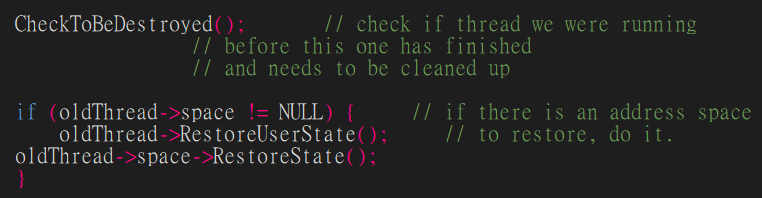 CheckToBeDestroyed();        // check if thread we were running
                  // before this one has finished
                  // and needs to be cleaned up
if (oldThread->space != NULL) {      // if there is an address space
    oldThread->RestoreUserState();      // to restore, do it.
oldThread->space->RestoreState();
}